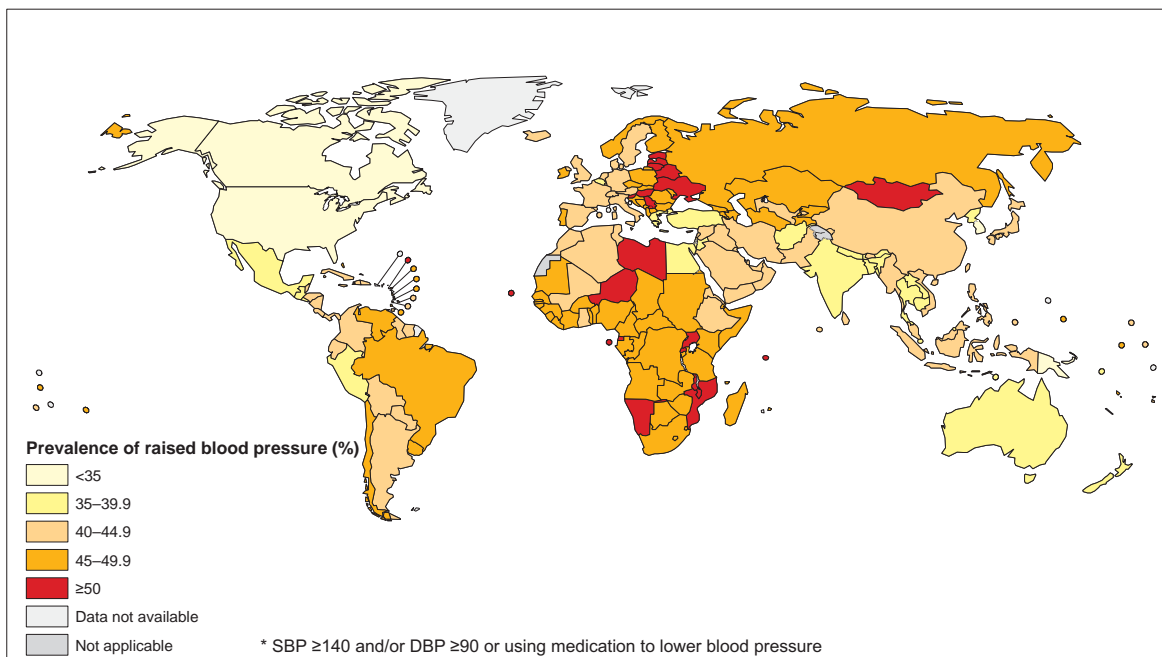 Prevalence of raised blood pressure (%)
<35
35–39.9
40–44.9
45–49.9
≥50
Data not available
Not applicable
* SBP ≥140 and/or DBP ≥90 or using medication to lower blood pressure